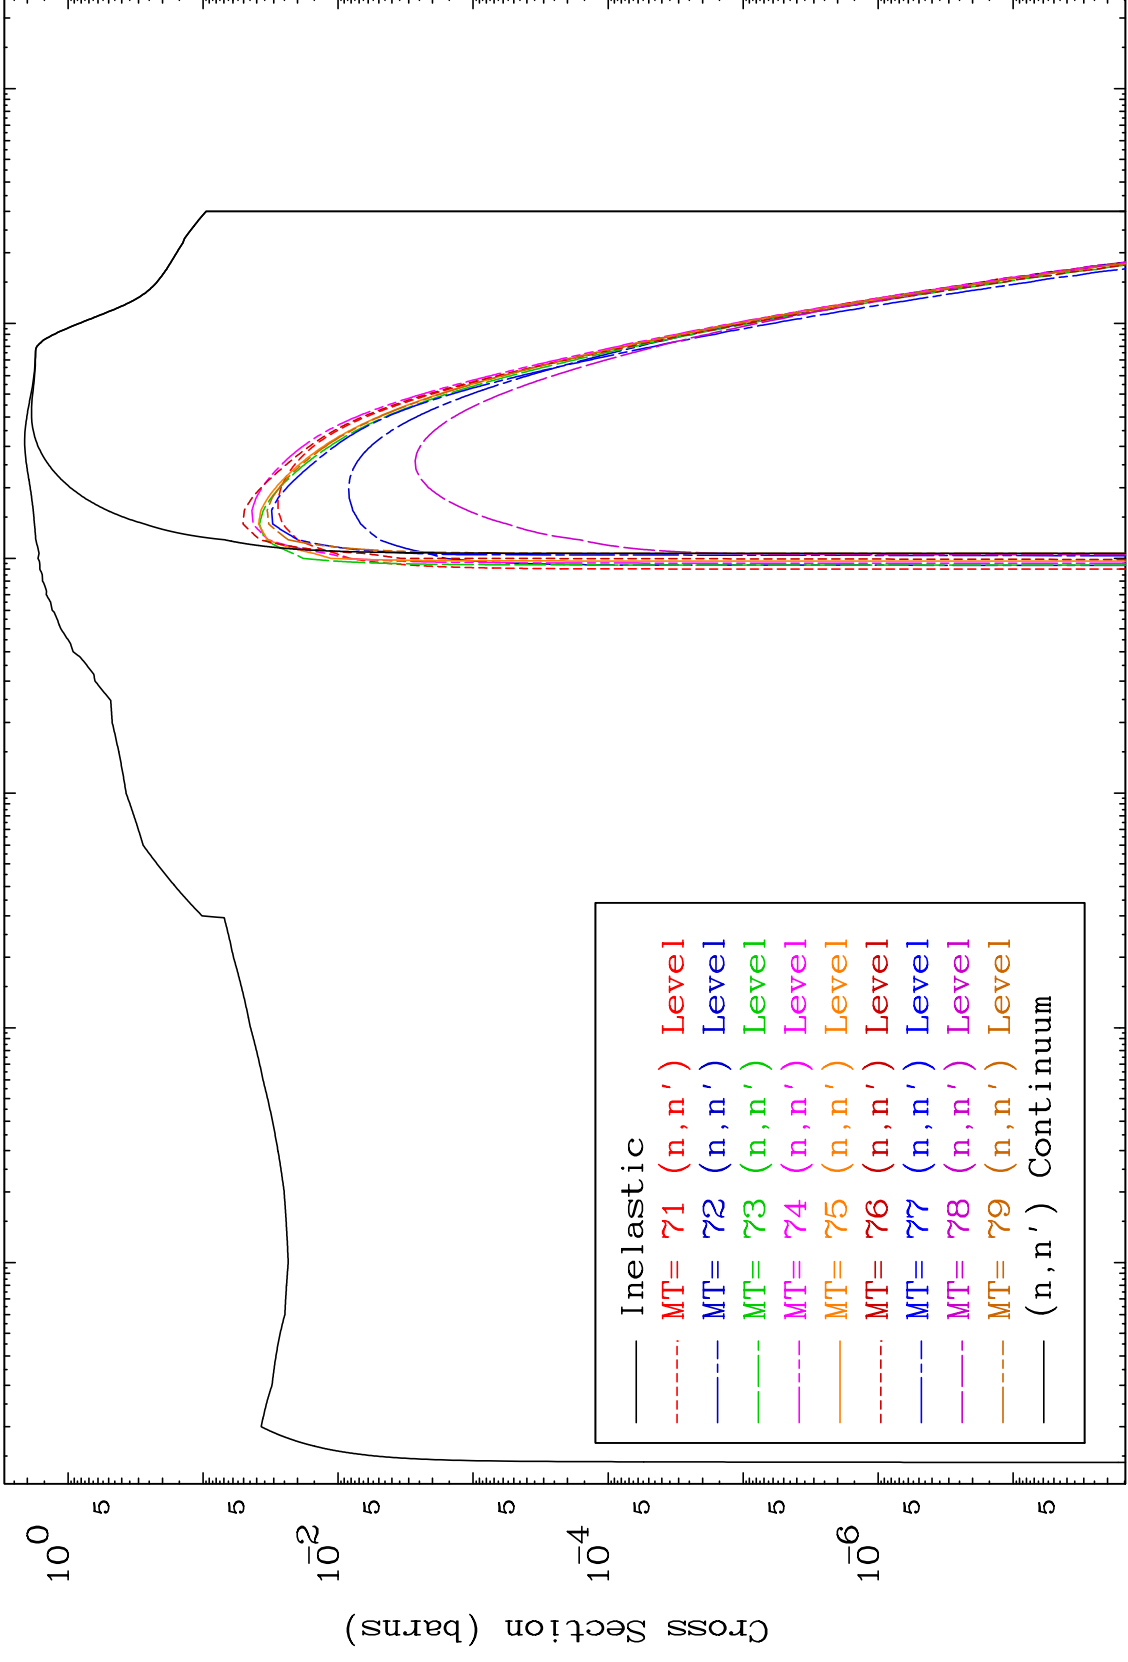 Cross Section (barns)
10^0
5
5
10^-2
5
5
10^-4
5
5
10^-6
5
5
Inelastic
MT= 71 (n,n') Level
MT= 72 (n,n') Level
MT= 73 (n,n') Level
MT= 74 (n,n') Level
MT= 75 (n,n') Level
MT= 76 (n,n') Level
MT= 77 (n,n') Level
MT= 78 (n,n') Level
MT= 79 (n,n') Level
(n,n') Continuum